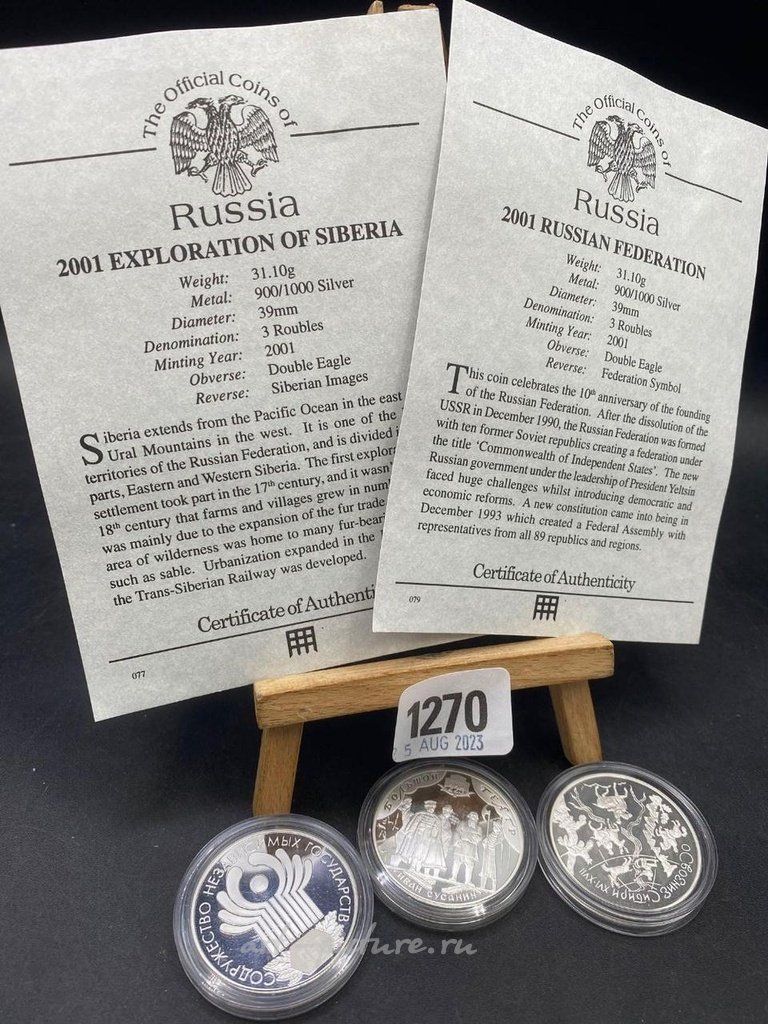 The Official Coins of
Russia
2001 EXPLORATION OF SIBERIA
Weight: 31.10g
Metal: 900/1000 Silver
Diameter: 39mm
Denomination: 3 Roubles
Minting Year: 2001
Obverse: Double Eagle
Reverse: Siberian Images
Siberia extends from the Pacific Ocean in the east
Ural Mountains in the west. It is one of the
territories of the Russian Federation, and is divided
parts, Eastern and Western Siberia. The first explor
settlement took part in the 17th century, and it wasn'
18th century that farms and villages grew in num
was mainly due to the expansion of the fur trade
area of wilderness was home to many fur-bear
such as sable. Urbanization expanded in the
the Trans-Siberian Railway was developed.
Certificate of Authenti
077
The Official Coins of
Russia
2001 RUSSIAN FEDERATION
Weight: 31.10g
Metal: 900/1000 Silver
Diameter: 39mm
Denomination: 3 Roubles
Minting Year: 2001
Obverse: Double Eagle
Reverse: Federation Symbol
This coin celebrates the 10th anniversary of the founding
of the Russian Federation. After the dissolution of the
USSR in December 1990, the Russian Federation was formed
with ten former Soviet republics creating a federation under
the title 'Commonwealth of Independent States'. The new
Russian government under the leadership of President Yeltsin
faced huge challenges whilst introducing democratic and
economic reforms. A new constitution came into being in
December 1993 which created a Federal Assembly with
representatives from all 89 republics and regions.
Certificate of Authenticity
079
1270
5 AUG 2023
СОДРУЖЕСТВО НЕЗАВИСИМЫХ ГОСУДАРСТВ
БОЛЬШОЙ ТЕАТР
ИВАН СУСАНИН
ОСВОЕНИЕ СИБИРИ XVI-XVII